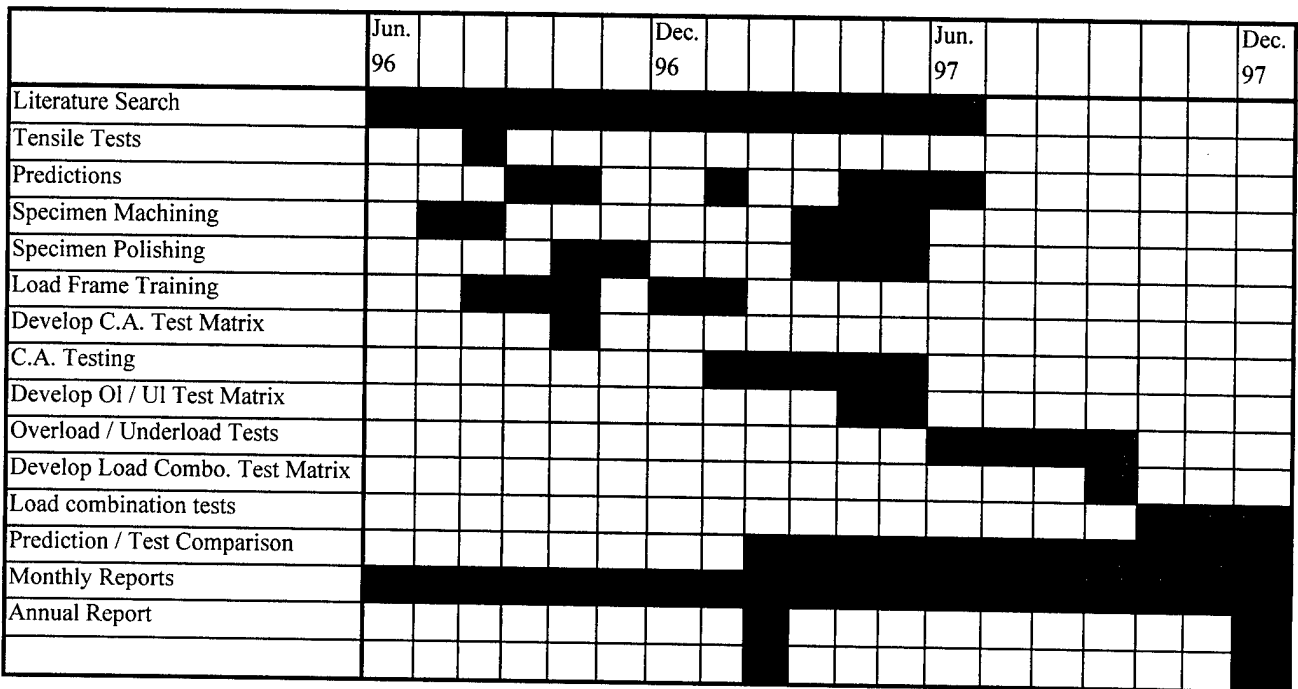 Jun. Dec. Jun. Dec.
96 96 97 97
Literature Search
Tensile Tests
Predictions
Specimen Machining
Specimen Polishing
Load Frame Training
Develop C.A. Test Matrix
C.A. Testing
Develop Ol / Ul Test Matrix
Overload / Underload Tests
Develop Load Combo. Test Matrix
Load combination tests
Prediction / Test Comparison
Monthly Reports
Annual Report